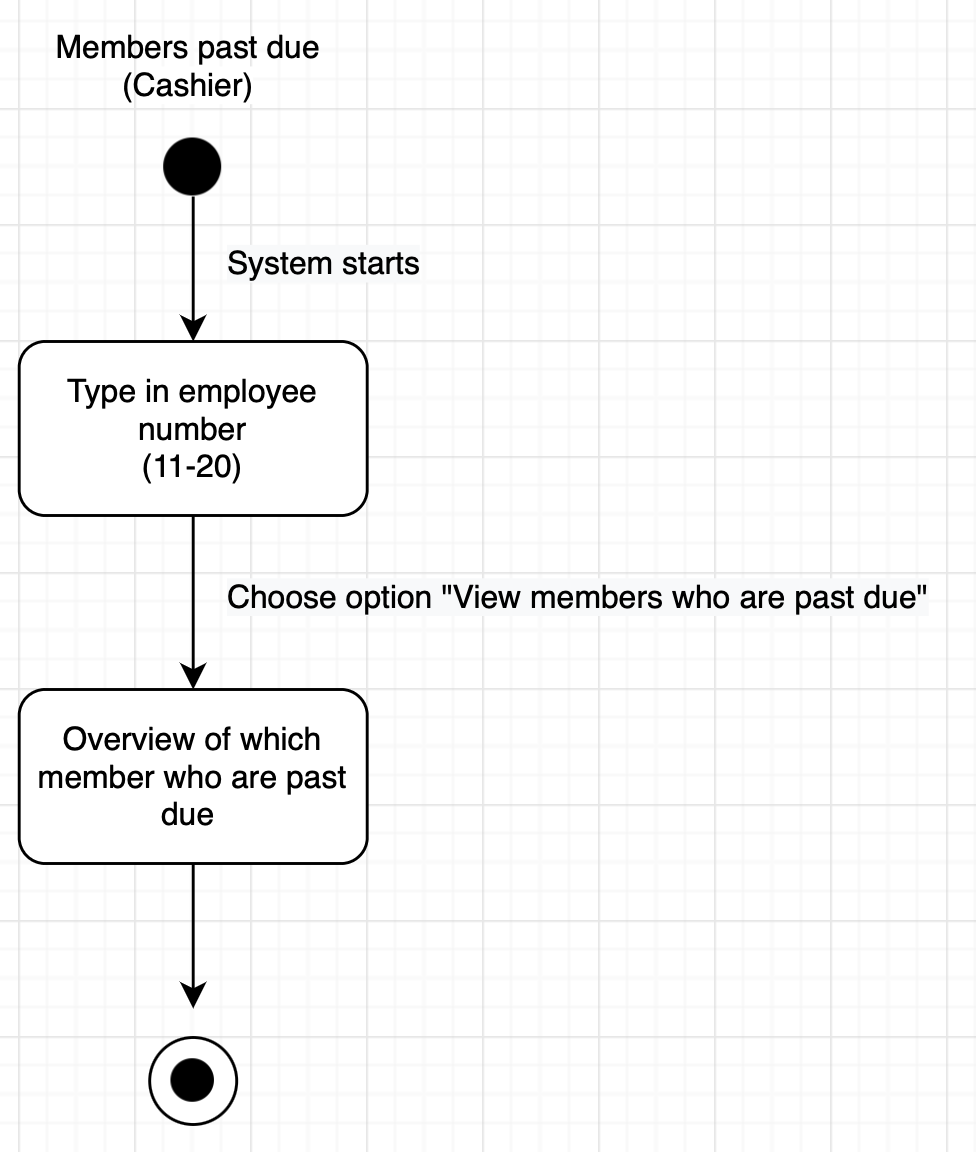 Members past due
(Cashier)
System starts
Type in employee
number
(11-20)
Choose option "View members who are past due"
Overview of which
member who are past
due